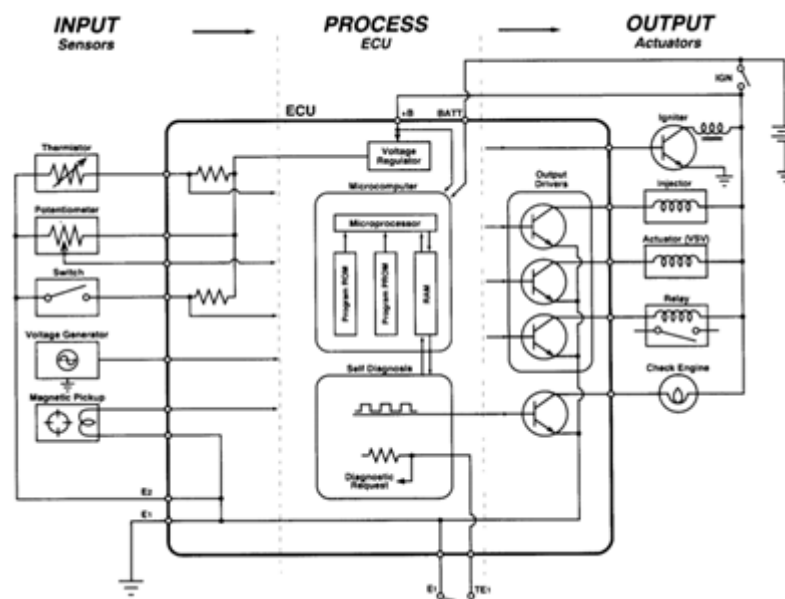 INPUT
Sensors
PROCESS
ECU
OUTPUT
Actuators
IGN
ECU
+B
BATT
Igniter
Thermistor
Voltage
Regulator
Microcomputer
Output
Drivers
Injector
Potentiometer
Microprocessor
Actuator (VSV)
Program ROM
Program PROM
RAM
Switch
Relay
Voltage Generator
Self Diagnosis
Check Engine
Magnetic Pickup
Diagnostic
Request
E2
E1
E1
TE1